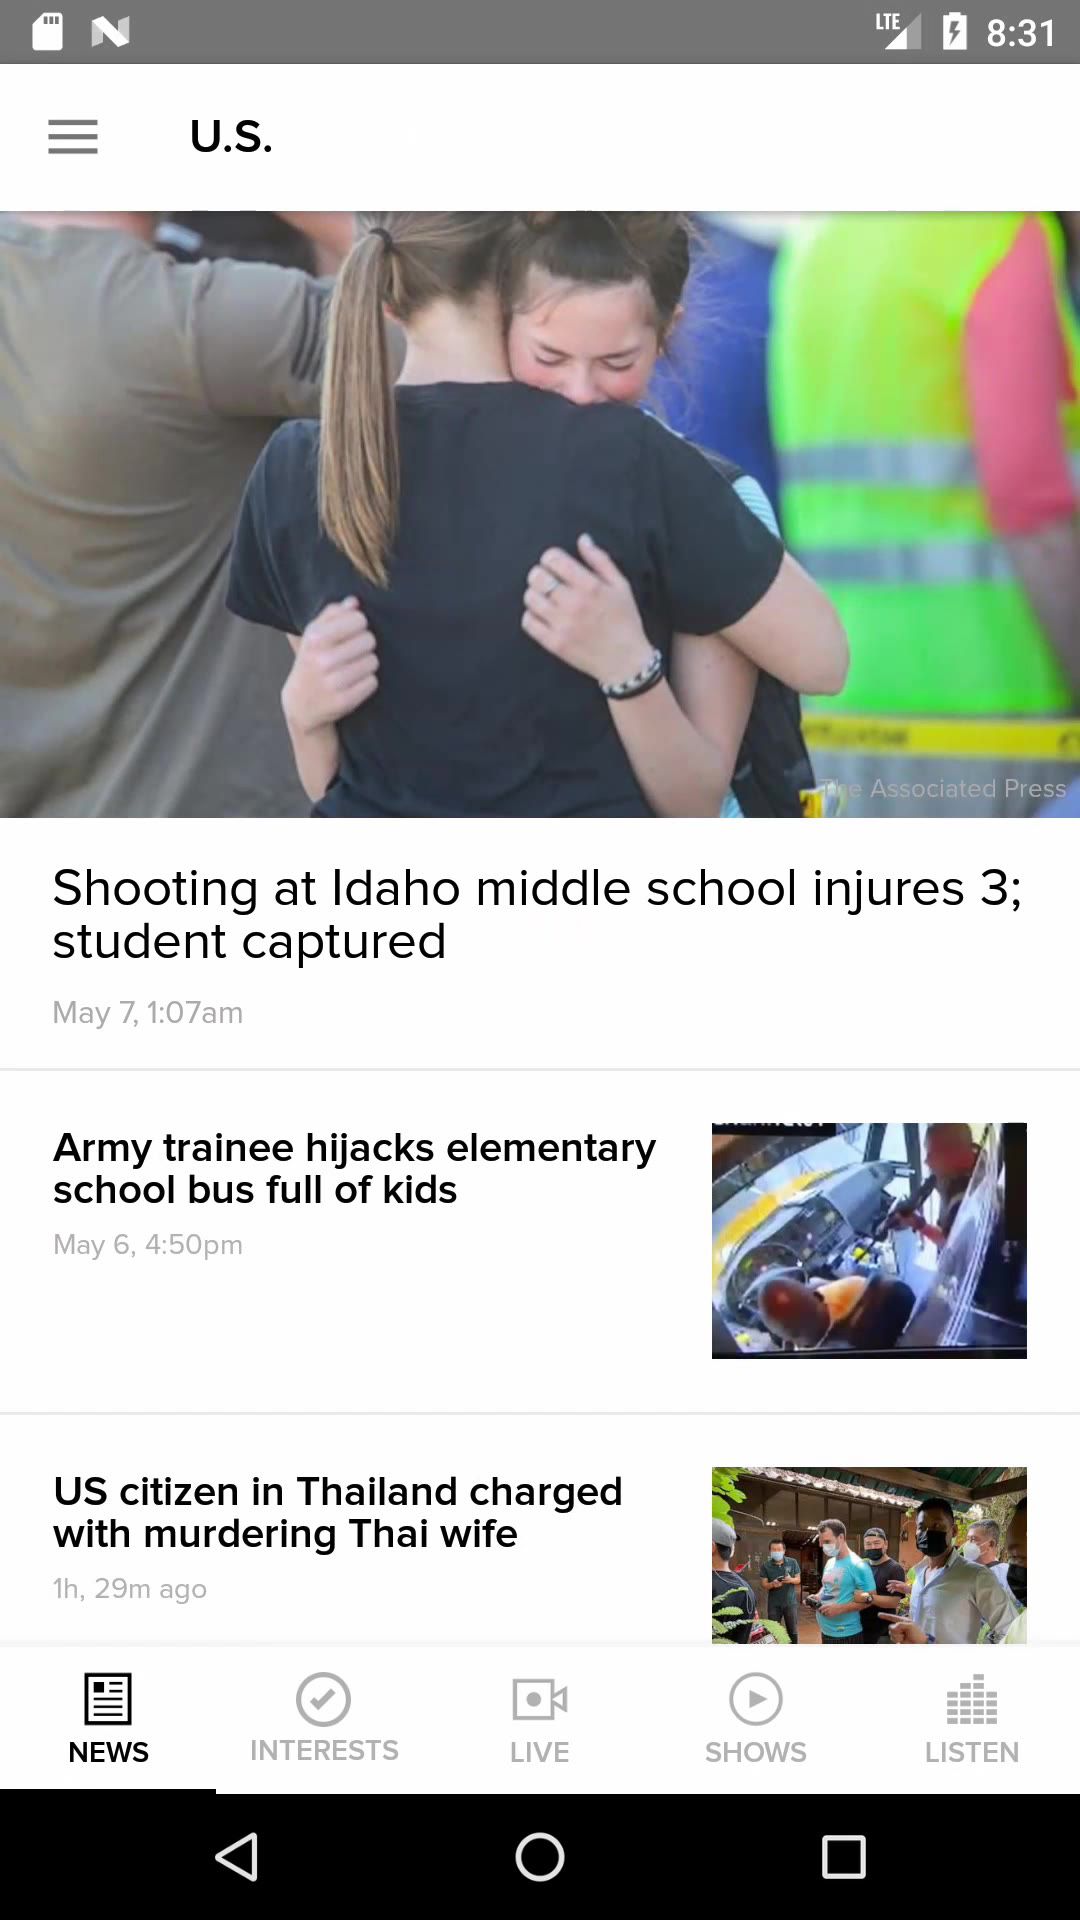 LTE
8:31
U.S.
The Associated Press
Shooting at Idaho middle school injures 3;
student captured
May 7, 1:07am
Army trainee hijacks elementary
school bus full of kids
May 6, 4:50pm
US citizen in Thailand charged
with murdering Thai wife
1h, 29m ago
NEWS
INTERESTS
LIVE
SHOWS
LISTEN